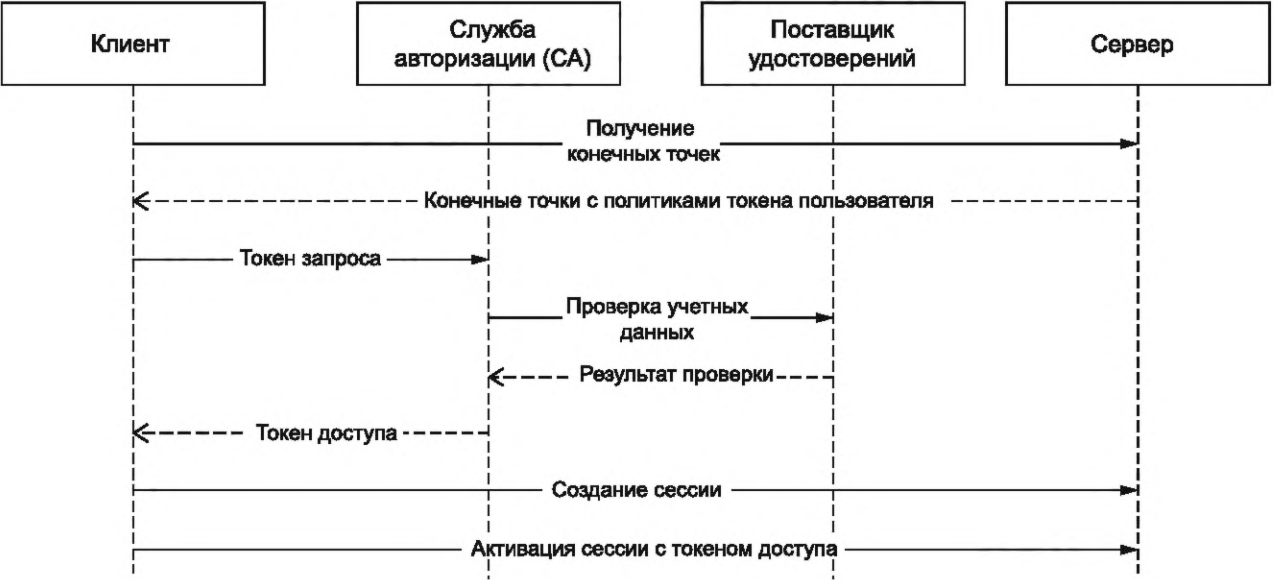 Клиент
Служба
авторизации (СА)
Поставщик
удостоверений
Сервер
Получение
конечных точек
Конечные точки с политиками токена пользователя
Токен запроса
Проверка учетных
данных
Результат проверки
Токен доступа
Создание сессии
Активация сессии с токеном доступа